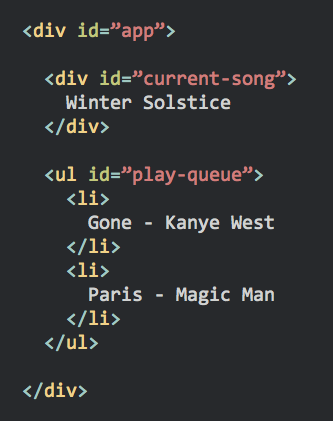 <div id=”app”>
<div id=”current-song”>
Winter Solstice
</div>
<ul id=”play-queue”>
<li>
Gone - Kanye West
</li>
<li>
Paris - Magic Man
</li>
</ul>
</div>